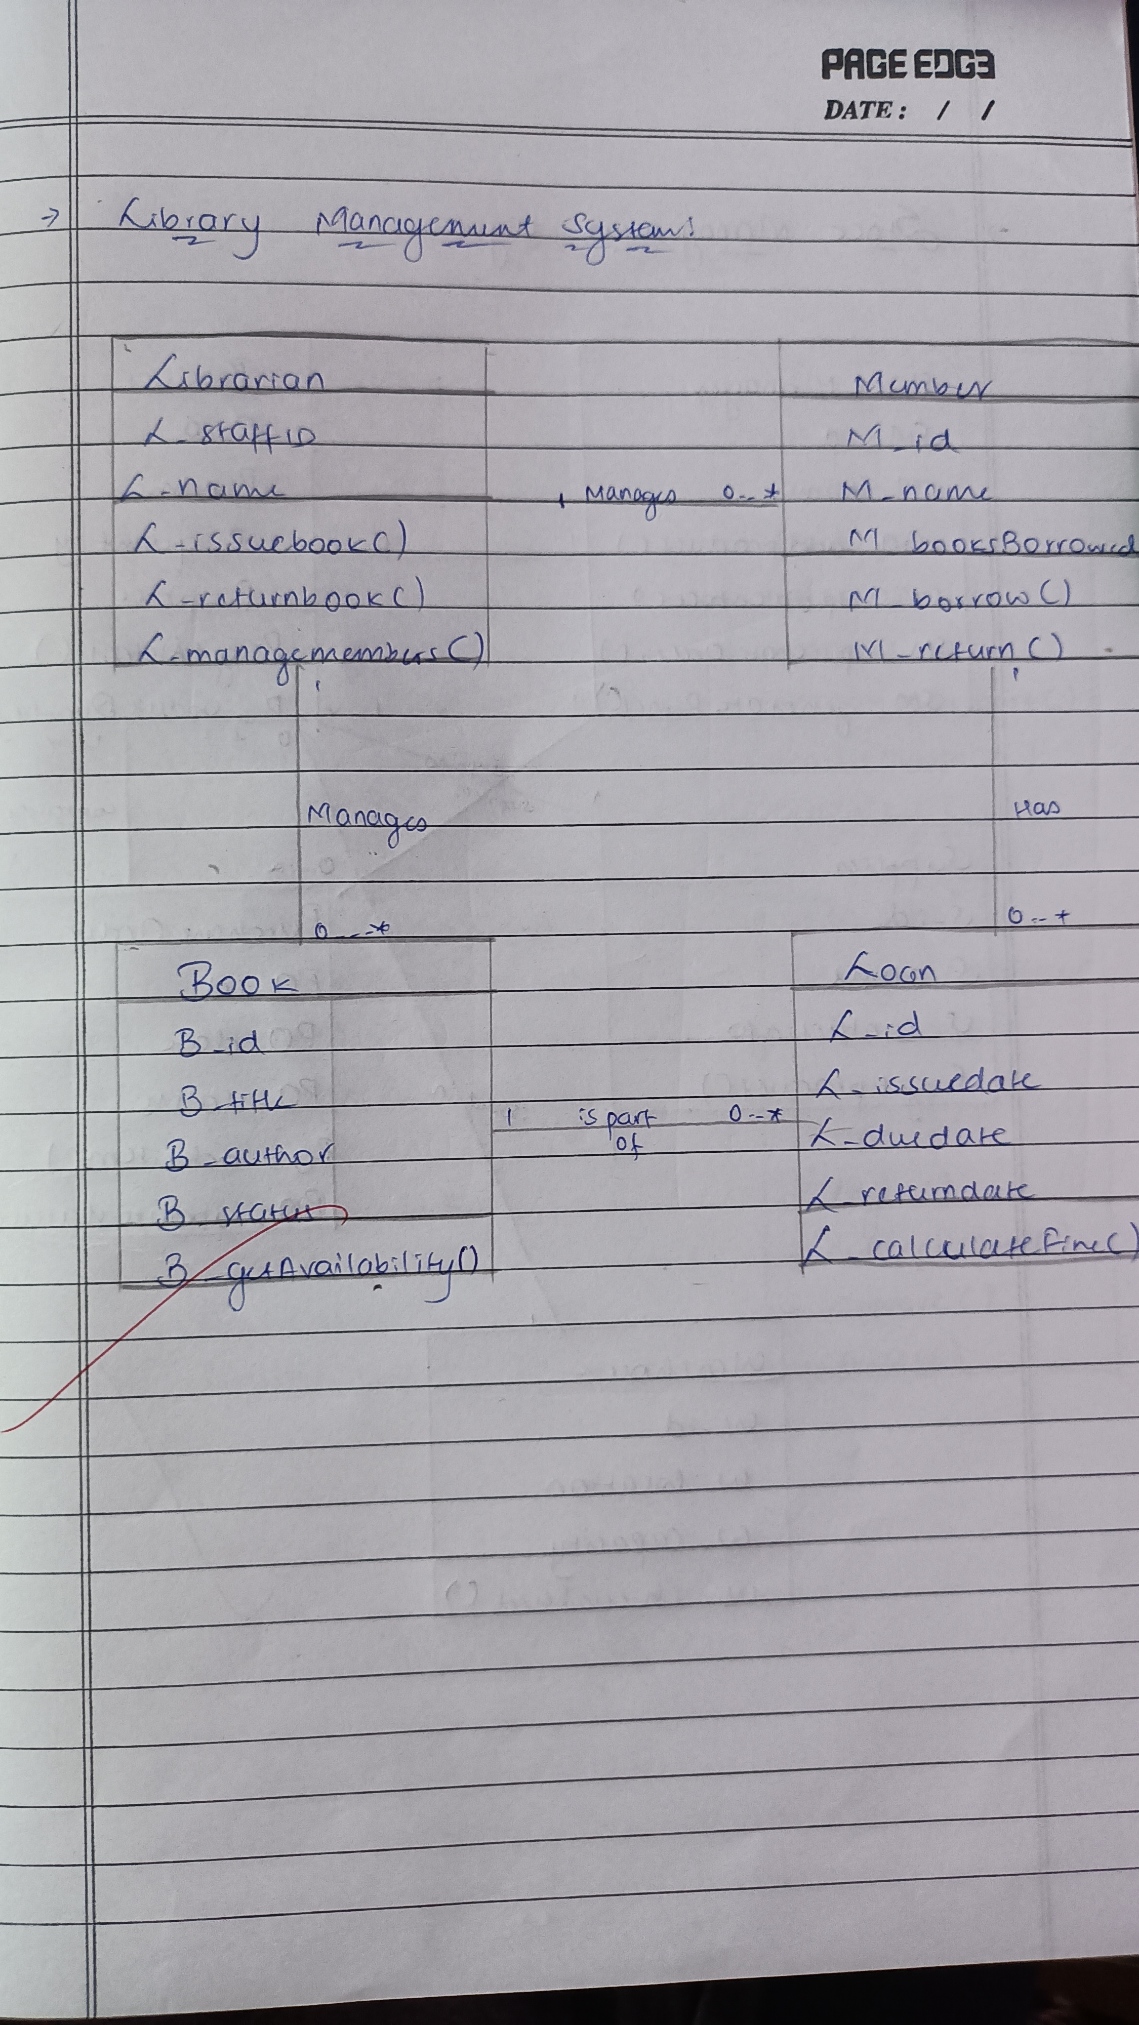 PAGE EDGE
DATE: / /
→ Library Management System:
Librarian
L_staffID
L_name
L_issuebook()
L_returnbook()
L_managemembers()
1 Manages 0..*
Member
M_id
M_name
M_booksBorrowed
M_borrow()
M_return()
1
Manages
0..*
1
Has
0..*
Book
B_id
B_title
B_author
B_status
B_getAvailability()
1 is part of 0..*
Loan
L_id
L_issuedate
L_duedate
L_returndate
L_calculateFine()